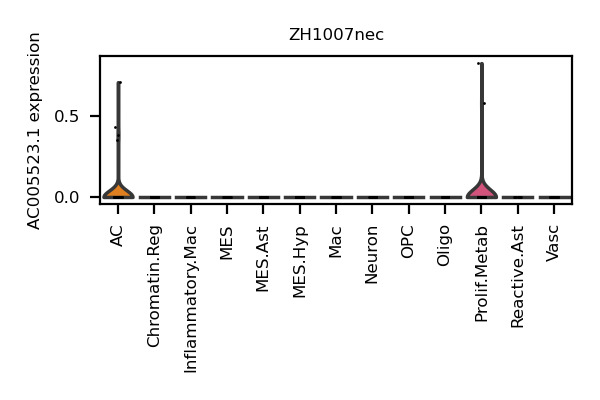 ZH1007nec
AC005523.1 expression
0.5
0.0
AC
Chromatin.Reg
Inflammatory.Mac
MES
MES.Ast
MES.Hyp
Mac
Neuron
OPC
Oligo
Prolif.Metab
Reactive.Ast
Vasc